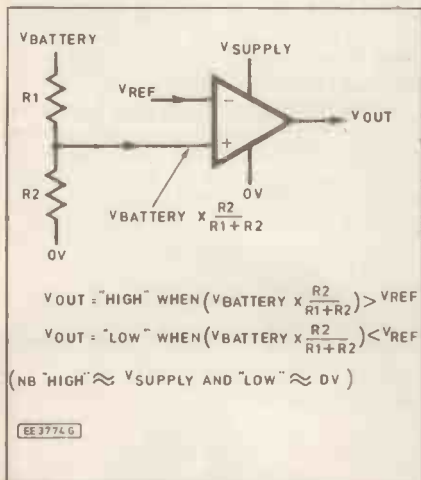 VBATTERY
VSUPPLY
R1
VREF
−
VOUT
+
R2
0V
VBATTERY × R2/R1+R2
0V
VOUT = "HIGH" WHEN (VBATTERY × R2/R1+R2) > VREF
VOUT = "LOW" WHEN (VBATTERY × R2/R1+R2) < VREF
(NB "HIGH" ≈ VSUPPLY AND "LOW" ≈ 0V)
EE3774G